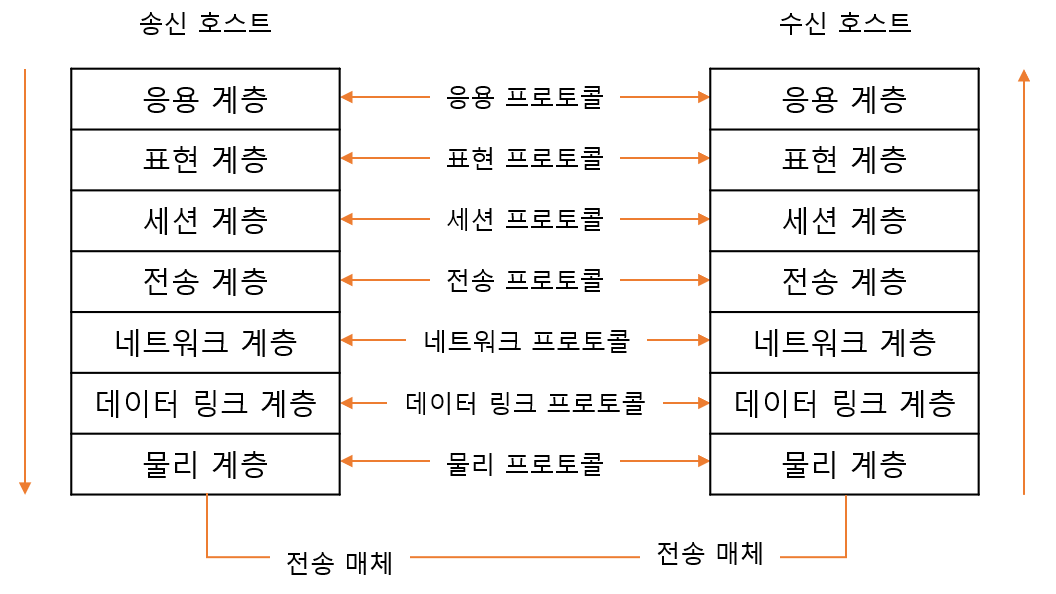 송신 호스트
수신 호스트
응용 계층
응용 프로토콜
응용 계층
표현 계층
표현 프로토콜
표현 계층
세션 계층
세션 프로토콜
세션 계층
전송 계층
전송 프로토콜
전송 계층
네트워크 계층
네트워크 프로토콜
네트워크 계층
데이터 링크 계층
데이터 링크 프로토콜
데이터 링크 계층
물리 계층
물리 프로토콜
물리 계층
전송 매체
전송 매체